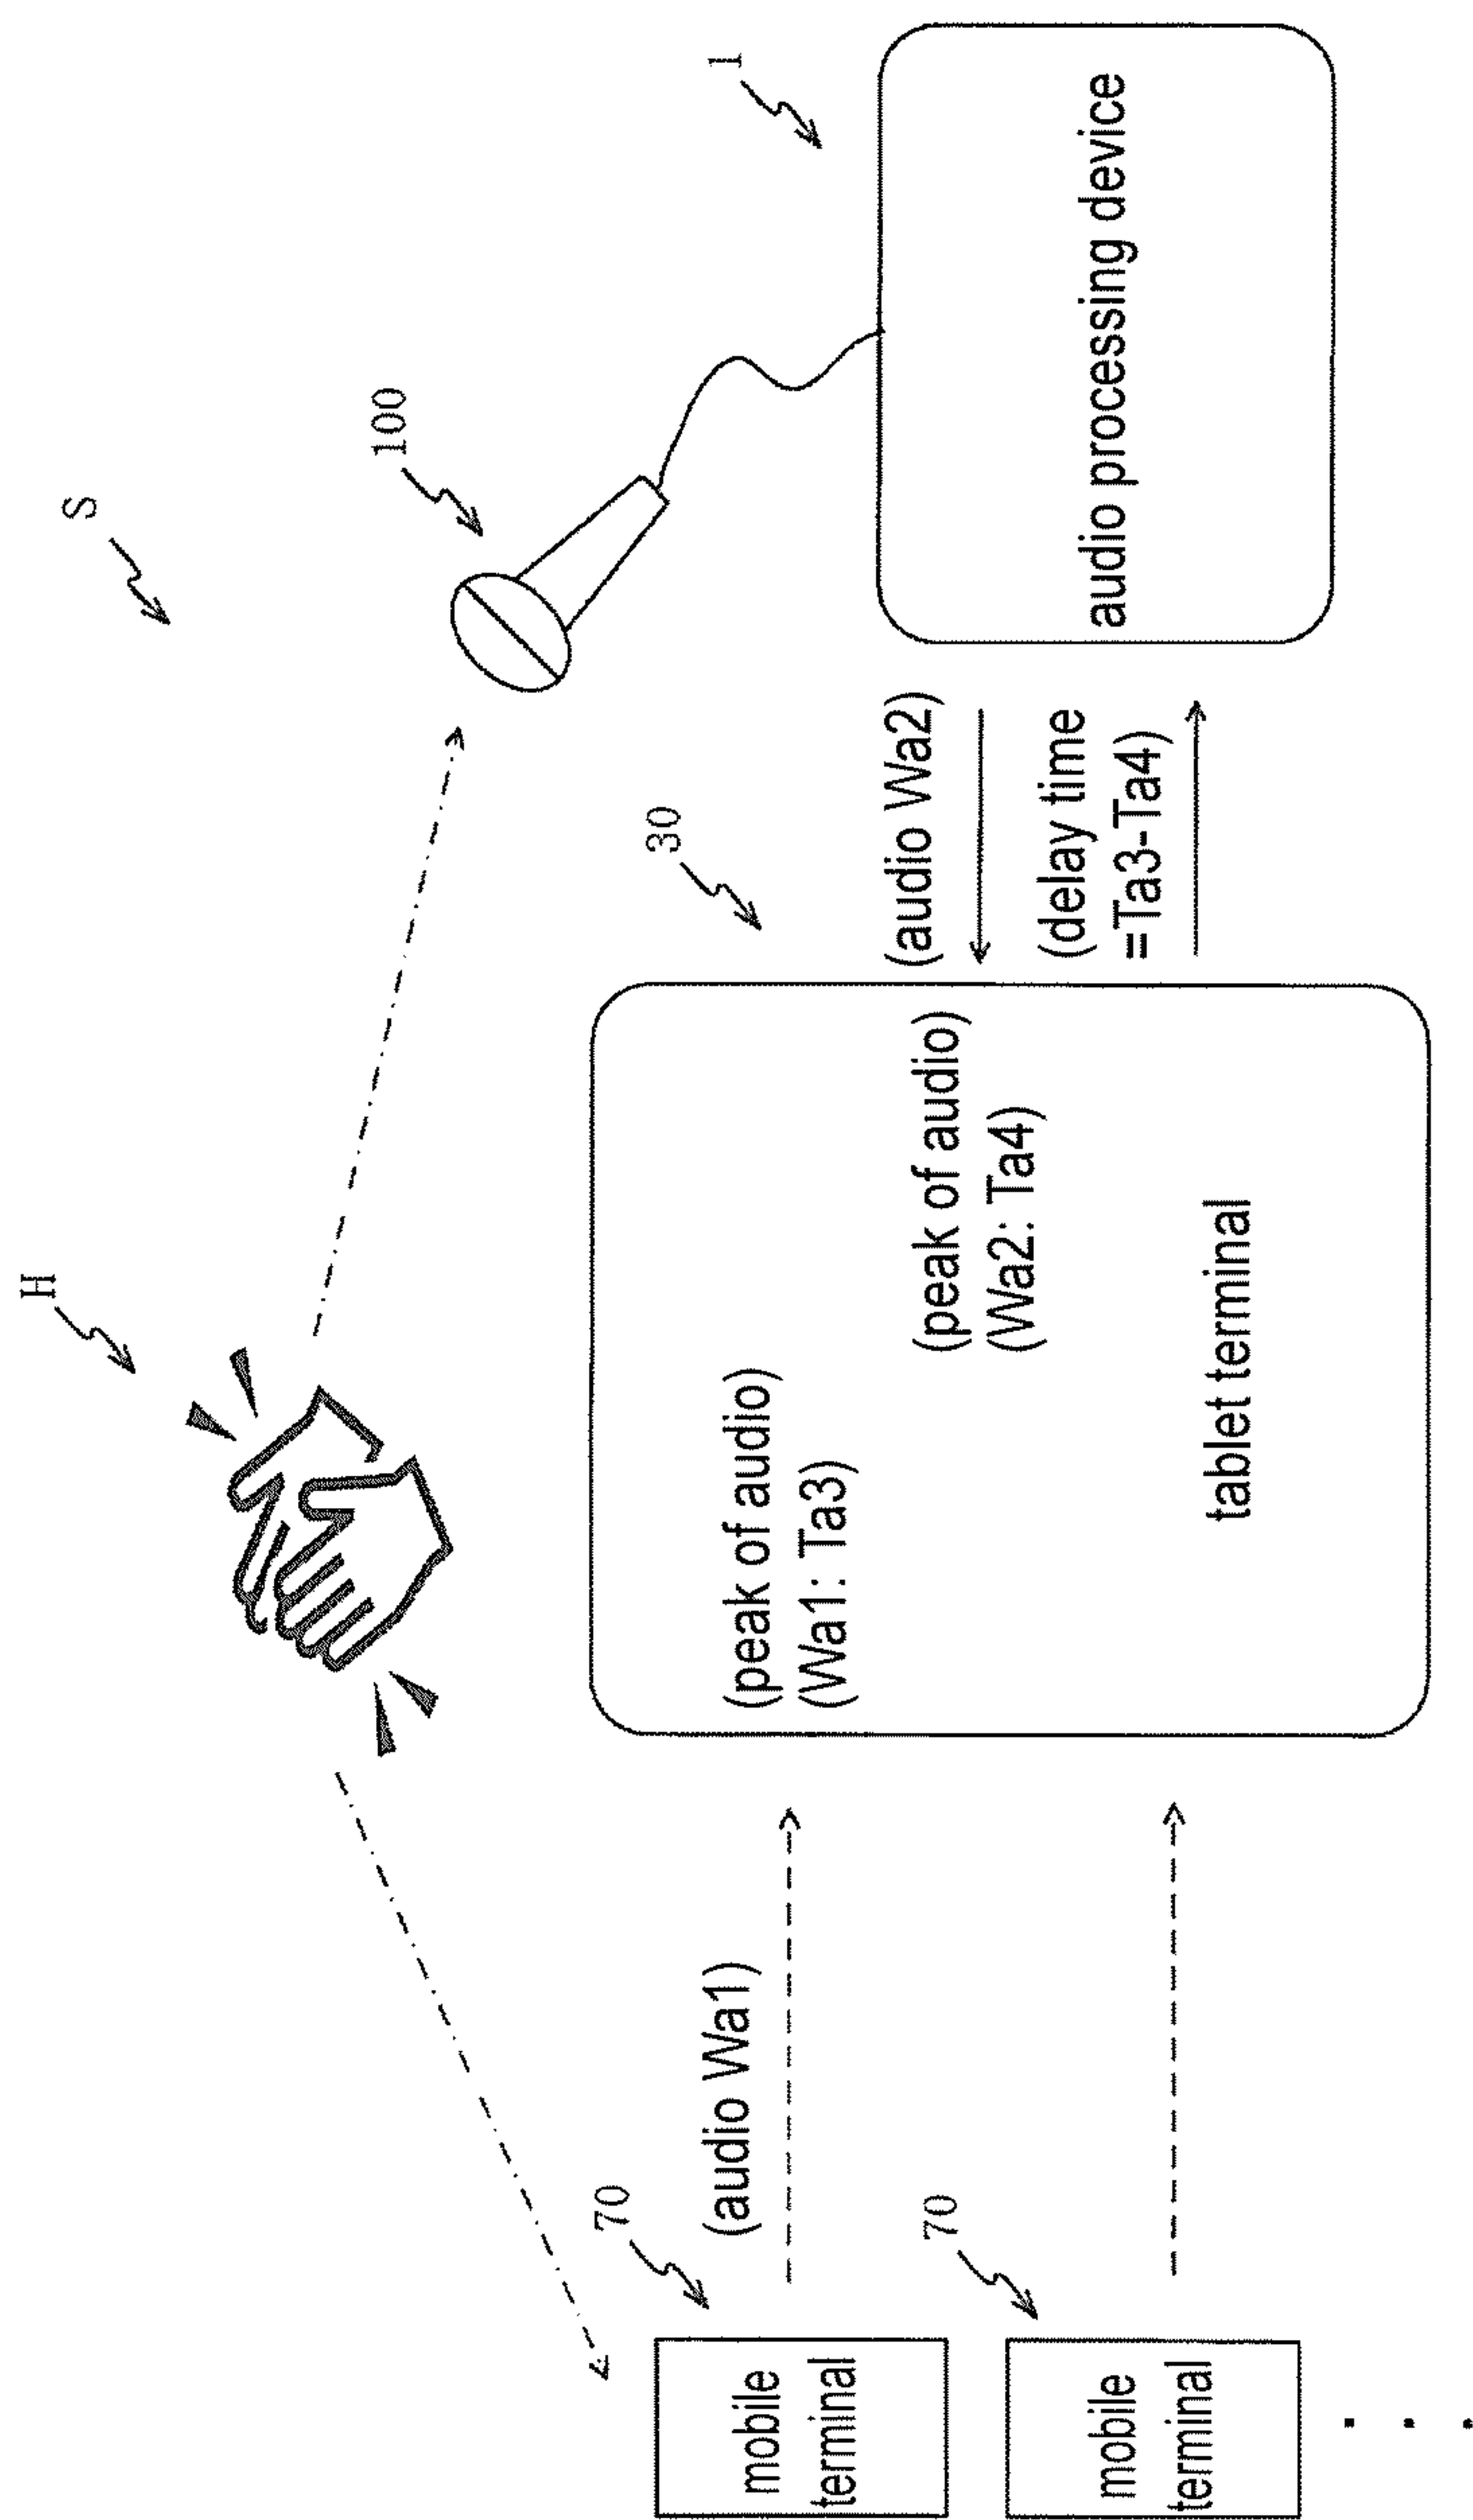 S
H
100
1
30
70
(audio Wa1)
70
mobile
terminal
mobile
terminal
(peak of audio)
(Wa1: Ta3)
(peak of audio)
(Wa2: Ta4)
tablet terminal
(audio Wa2)
(delay time
=Ta3-Ta4)
audio processing device